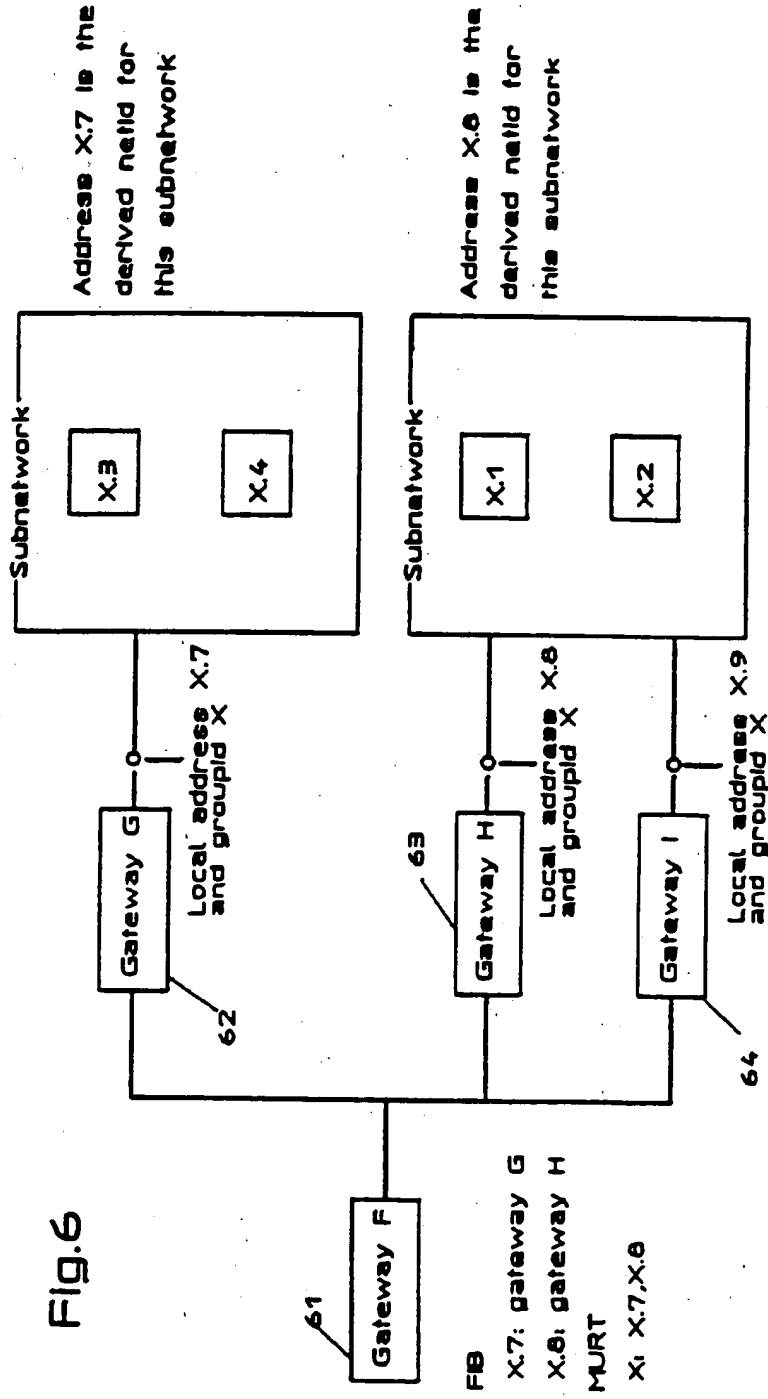 Fig.6
61
Gateway F
FIB
X.7: gateway G
X.8: gateway H
MURT
X: X.7,X.8
62
Gateway G
Local address X.7
and groupid X
63
Gateway H
Local address X.8
and groupid X
64
Gateway I
Local address X.9
and groupid X
Subnetwork
X.3
X.4
Address X.7 is the
derived netid for
this subnetwork
Subnetwork
X.1
X.2
Address X.8 is the
derived netid for
this subnetwork